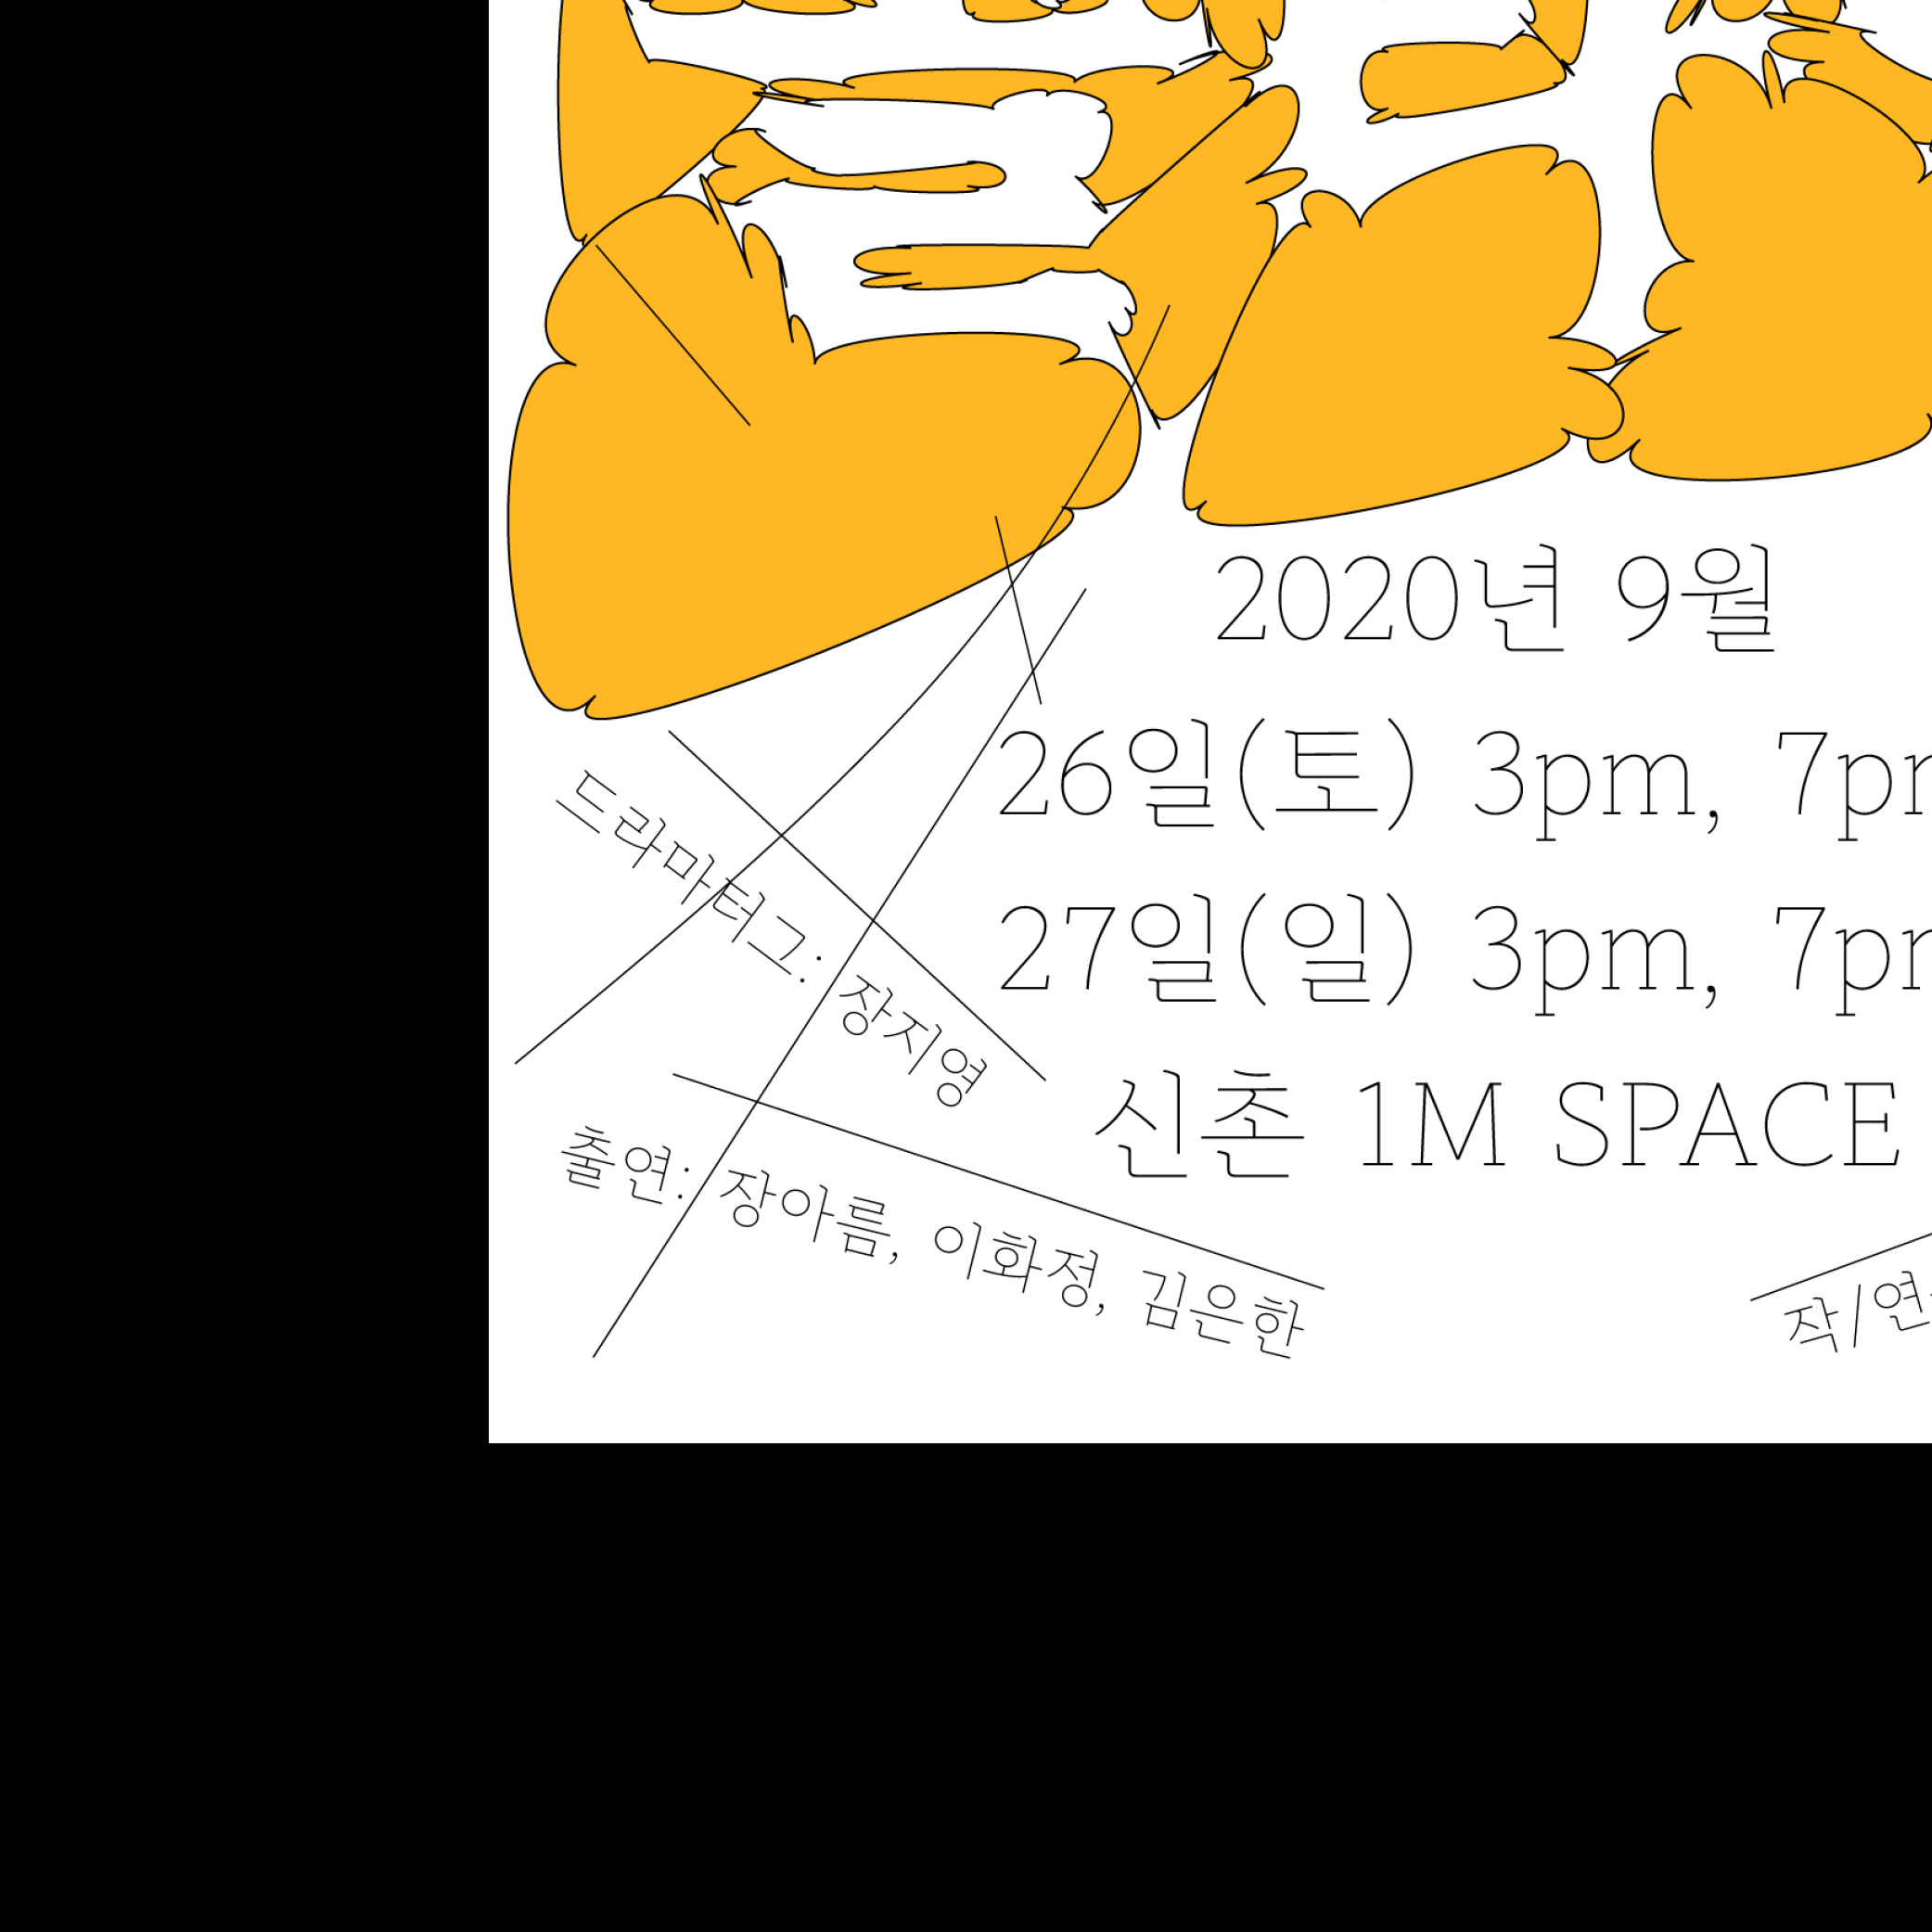 2020년 9월
26일(토) 3pm, 7p
27일(일) 3pm, 7p
신촌 1M SPACE
드라마터그: 장지영
출연: 장아름, 이화정, 김은한
작/연